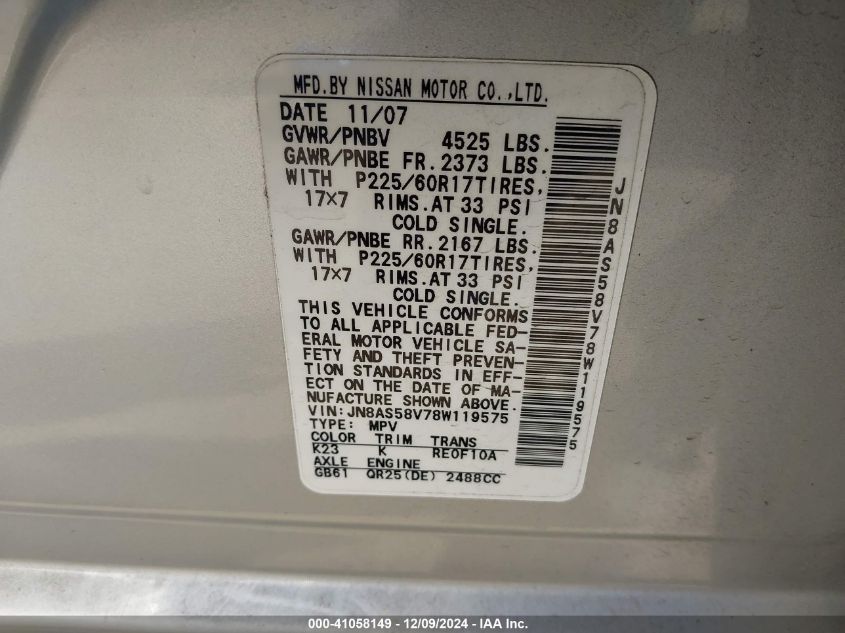 MFD.BY NISSAN MOTOR CO.,LTD.
DATE 11/07
GVWR/PNBV 4525 LBS.
GAWR/PNBE FR. 2373 LBS.
WITH P225/60R17TIRES,
17×7 RIMS.AT 33 PSI
COLD SINGLE.
GAWR/PNBE RR. 2167 LBS.
WITH P225/60R17TIRES,
17×7 RIMS.AT 33 PSI
COLD SINGLE.
THIS VEHICLE CONFORMS
TO ALL APPLICABLE FED-
ERAL MOTOR VEHICLE SA-
FETY AND THEFT PREVEN-
TION STANDARDS IN EFF-
ECT ON THE DATE OF MA-
NUFACTURE SHOWN ABOVE.
VIN:JN8AS58V78W119575
TYPE: MPV
COLOR TRIM TRANS
K23 K RE0F10A
AXLE ENGINE
GB61 QR25(DE) 2488CC
JN8AS58V78W119575
000-41058149 - 12/09/2024 - IAA Inc.